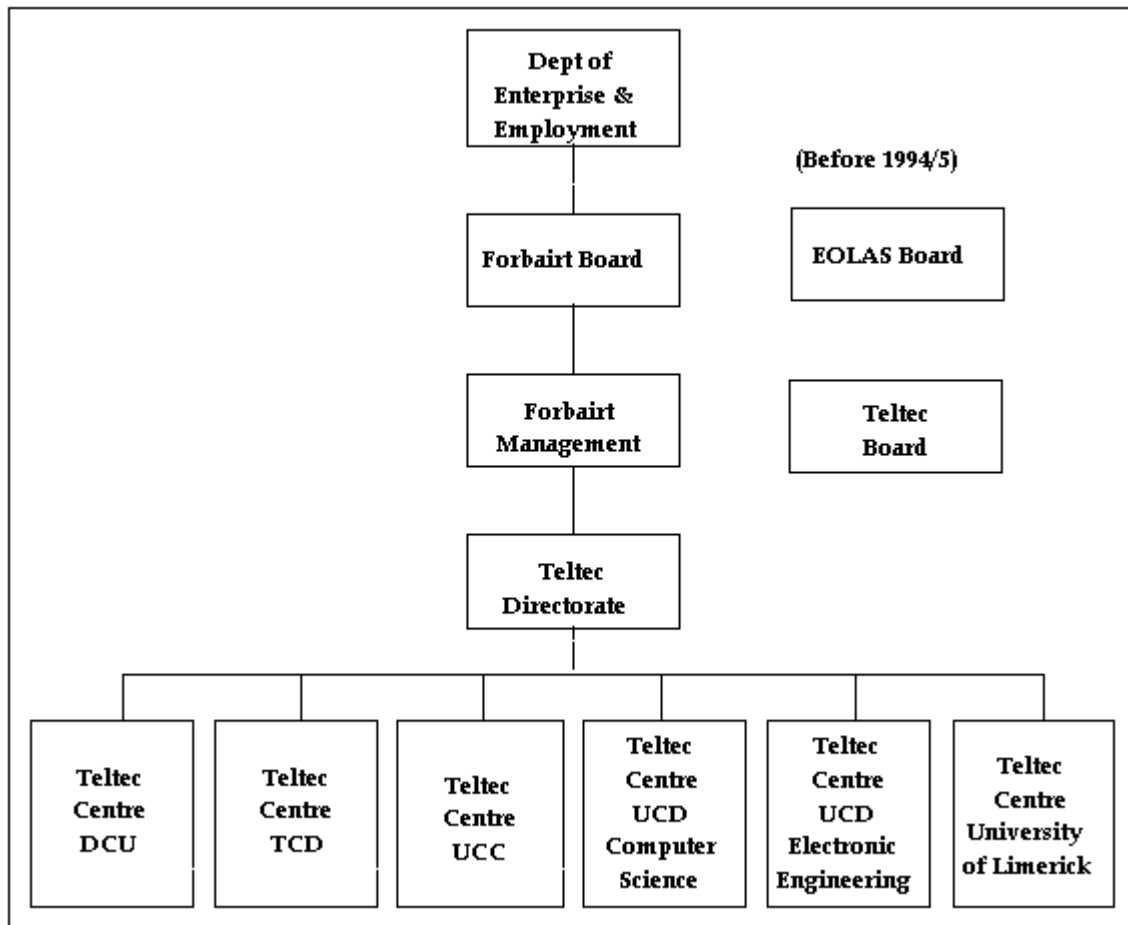 Dept of
Enterprise &
Employment
(Before 1994/5)
Forbairt Board
EOLAS Board
Forbairt
Management
Teltec
Board
Teltec
Directorate
Teltec
Centre
DCU
Teltec
Centre
TCD
Teltec
Centre
UCC
Teltec
Centre
UCD
Computer
Science
Teltec
Centre
UCD
Electronic
Engineering
Teltec
Centre
University
of Limerick